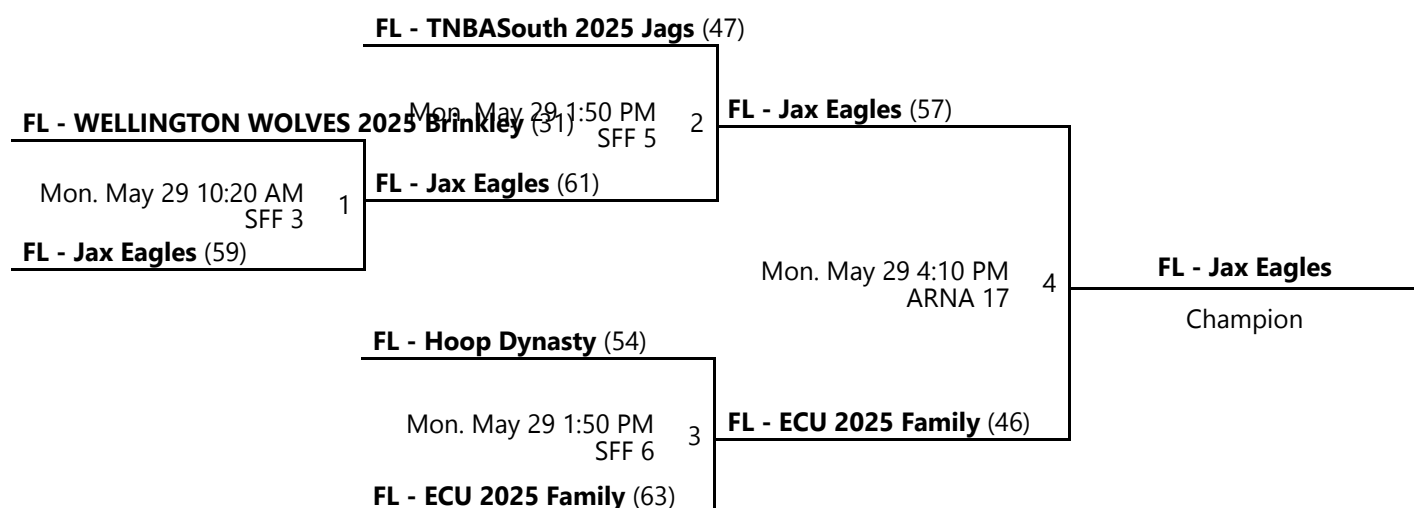 FL - TNBASouth 2025 Jags (47)
Mon. May 29 1:50 PM
SFF 5
2
FL - Jax Eagles (57)
FL - WELLINGTON WOLVES 2025 Brinkley (31)
FL - Jax Eagles (61)
Mon. May 29 10:20 AM
SFF 3
1
FL - Jax Eagles (59)
Mon. May 29 4:10 PM
ARNA 17
4
FL - Jax Eagles
Champion
FL - Hoop Dynasty (54)
Mon. May 29 1:50 PM
SFF 6
3
FL - ECU 2025 Family (46)
FL - ECU 2025 Family (63)